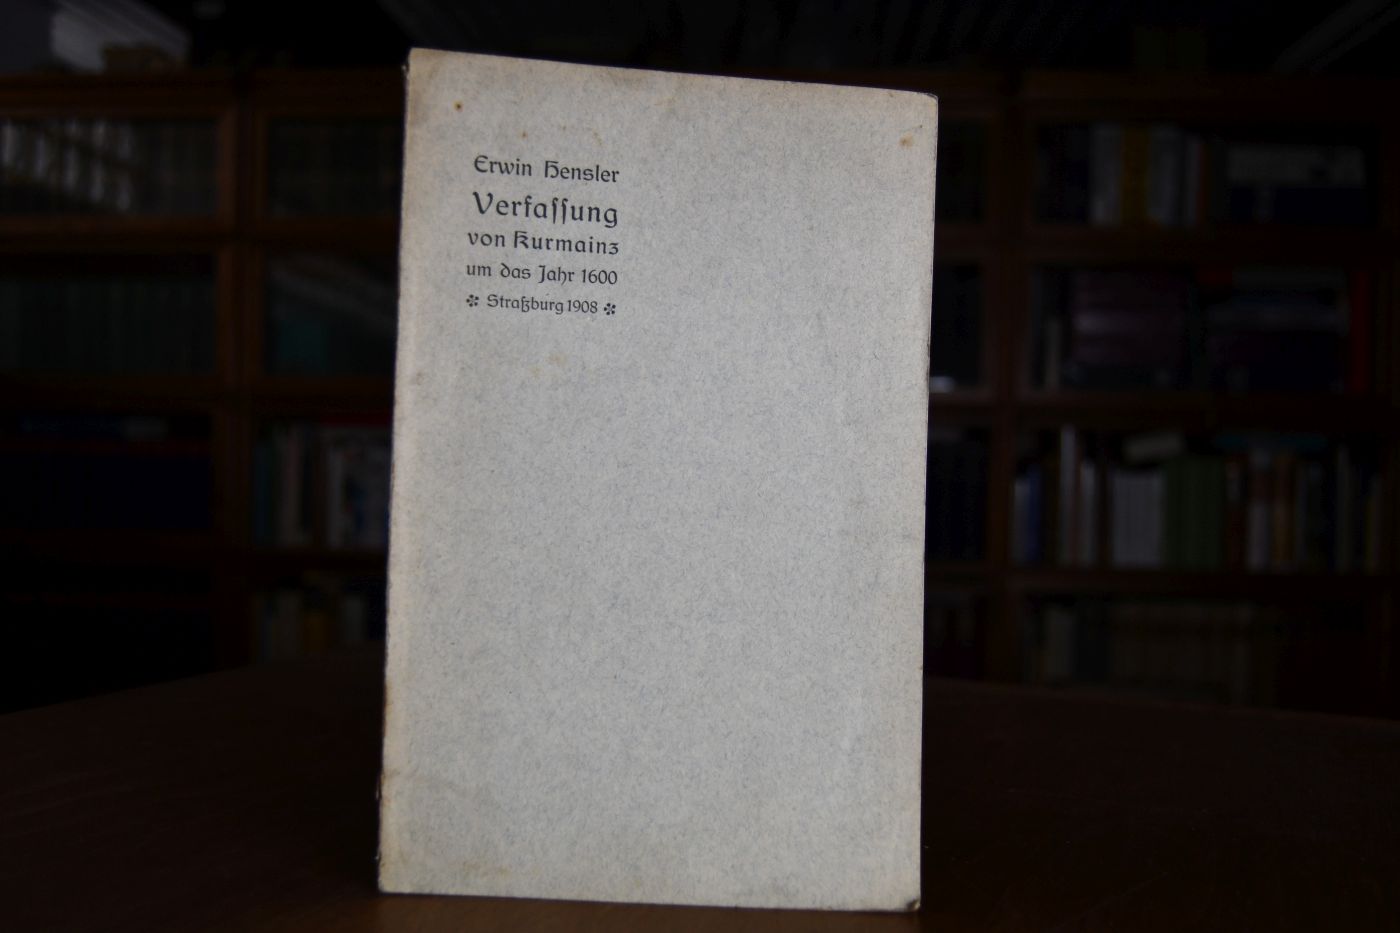 Erwin Hensler
Verfaſſung
von Kurmainz
um das Jahr 1600
Straßburg 1908